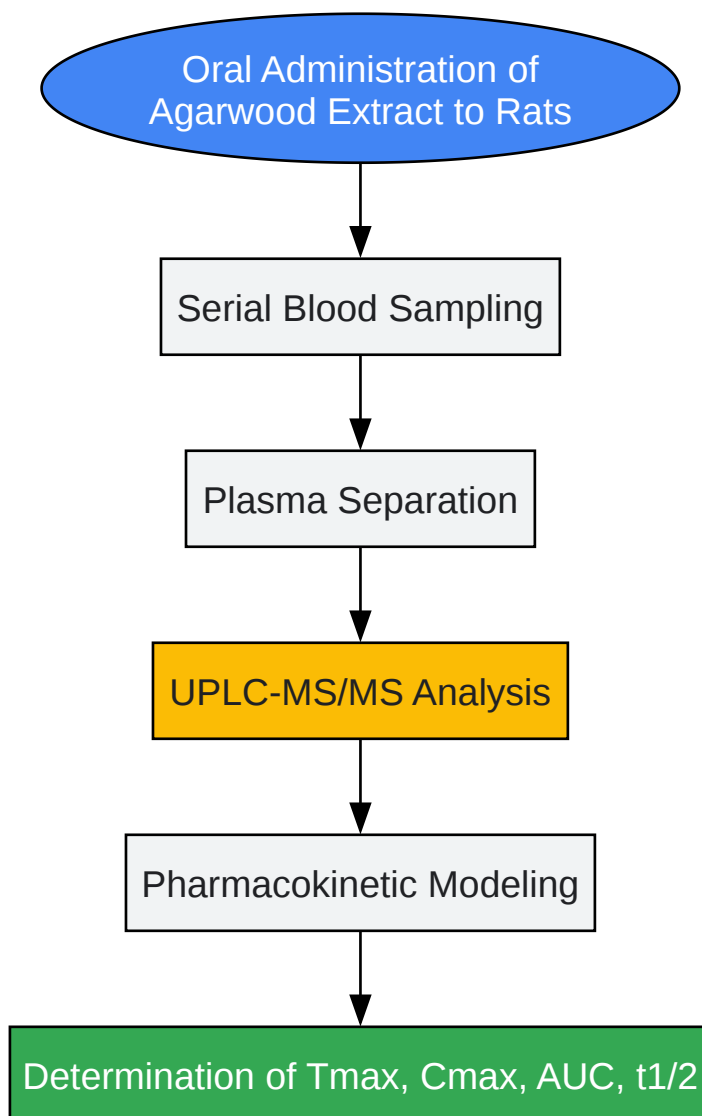 Oral Administration of
Agarwood Extract to Rats
Serial Blood Sampling
Plasma Separation
UPLC-MS/MS Analysis
Pharmacokinetic Modeling
Determination of Tmax, Cmax, AUC, t1/2